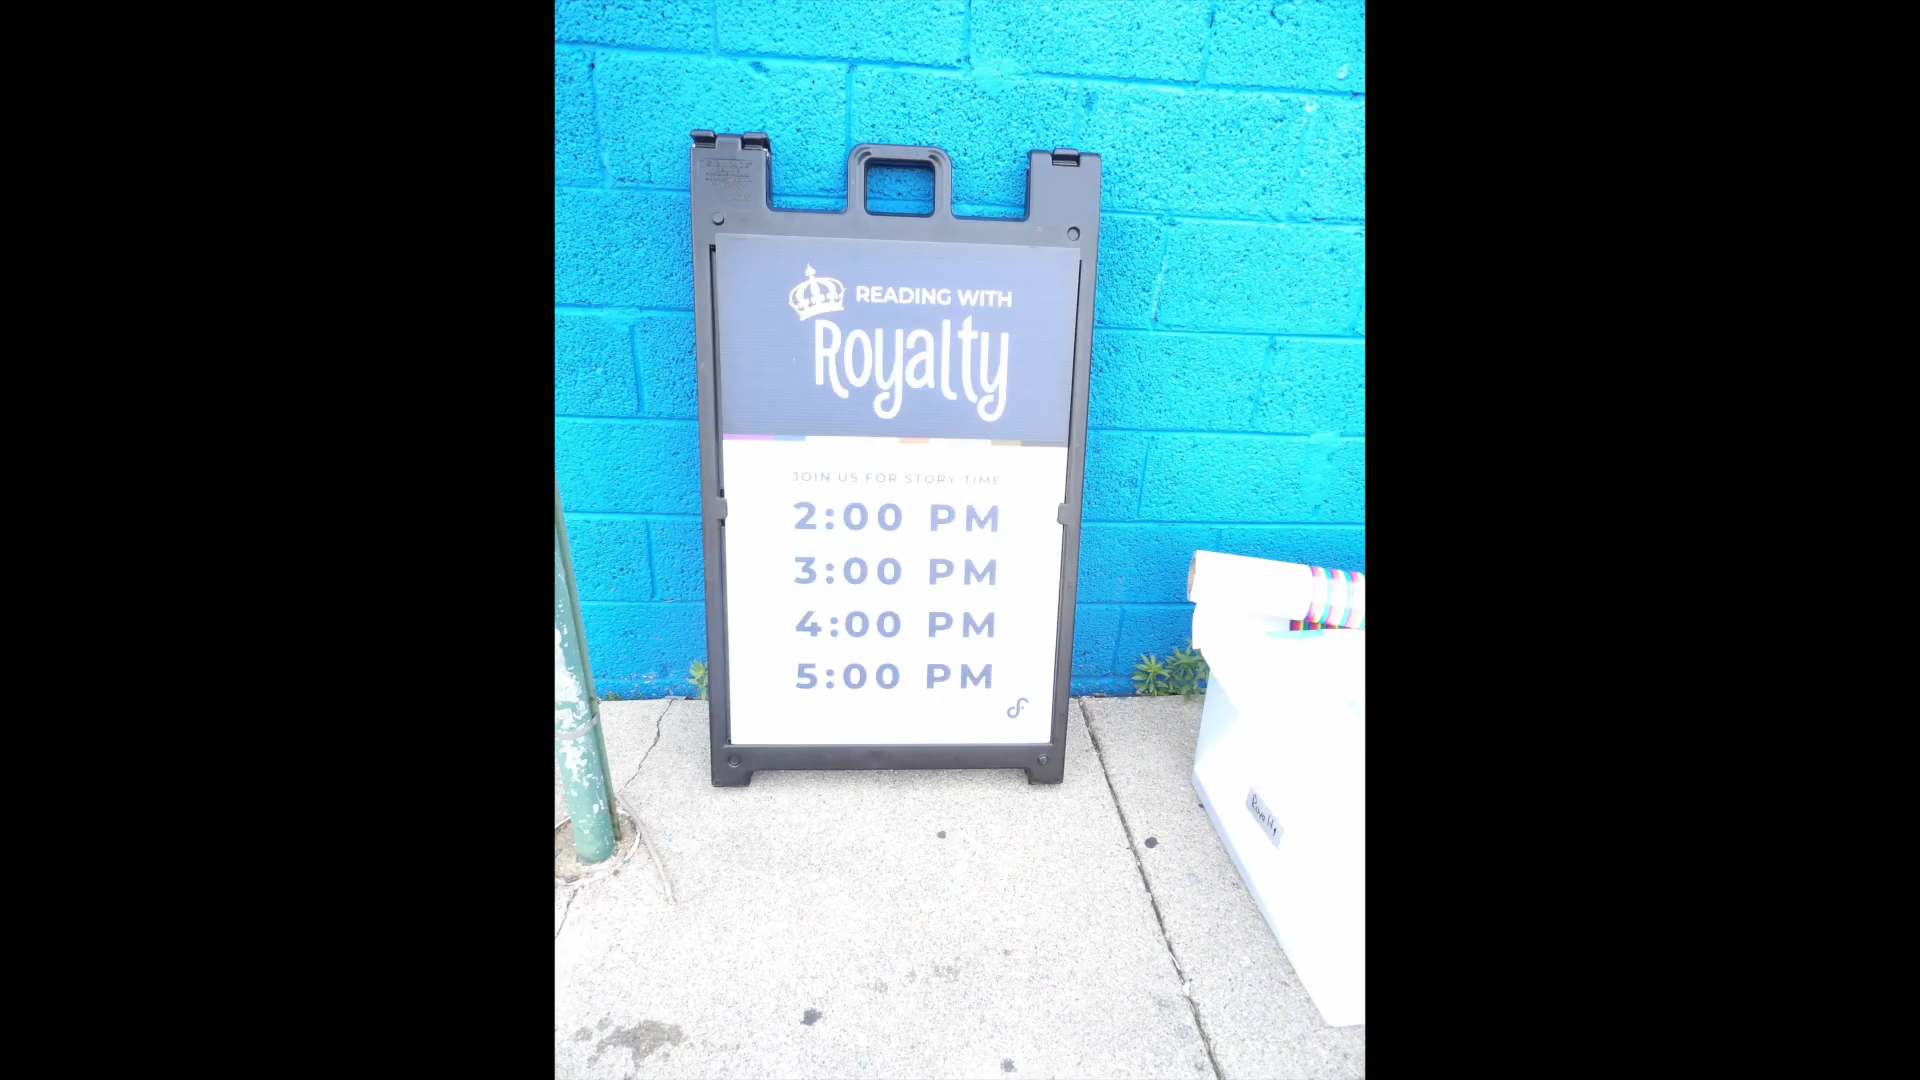 READING WITH
Royalty
JOIN US FOR STORY TIME
2:00 PM
3:00 PM
4:00 PM
5:00 PM
Royalty